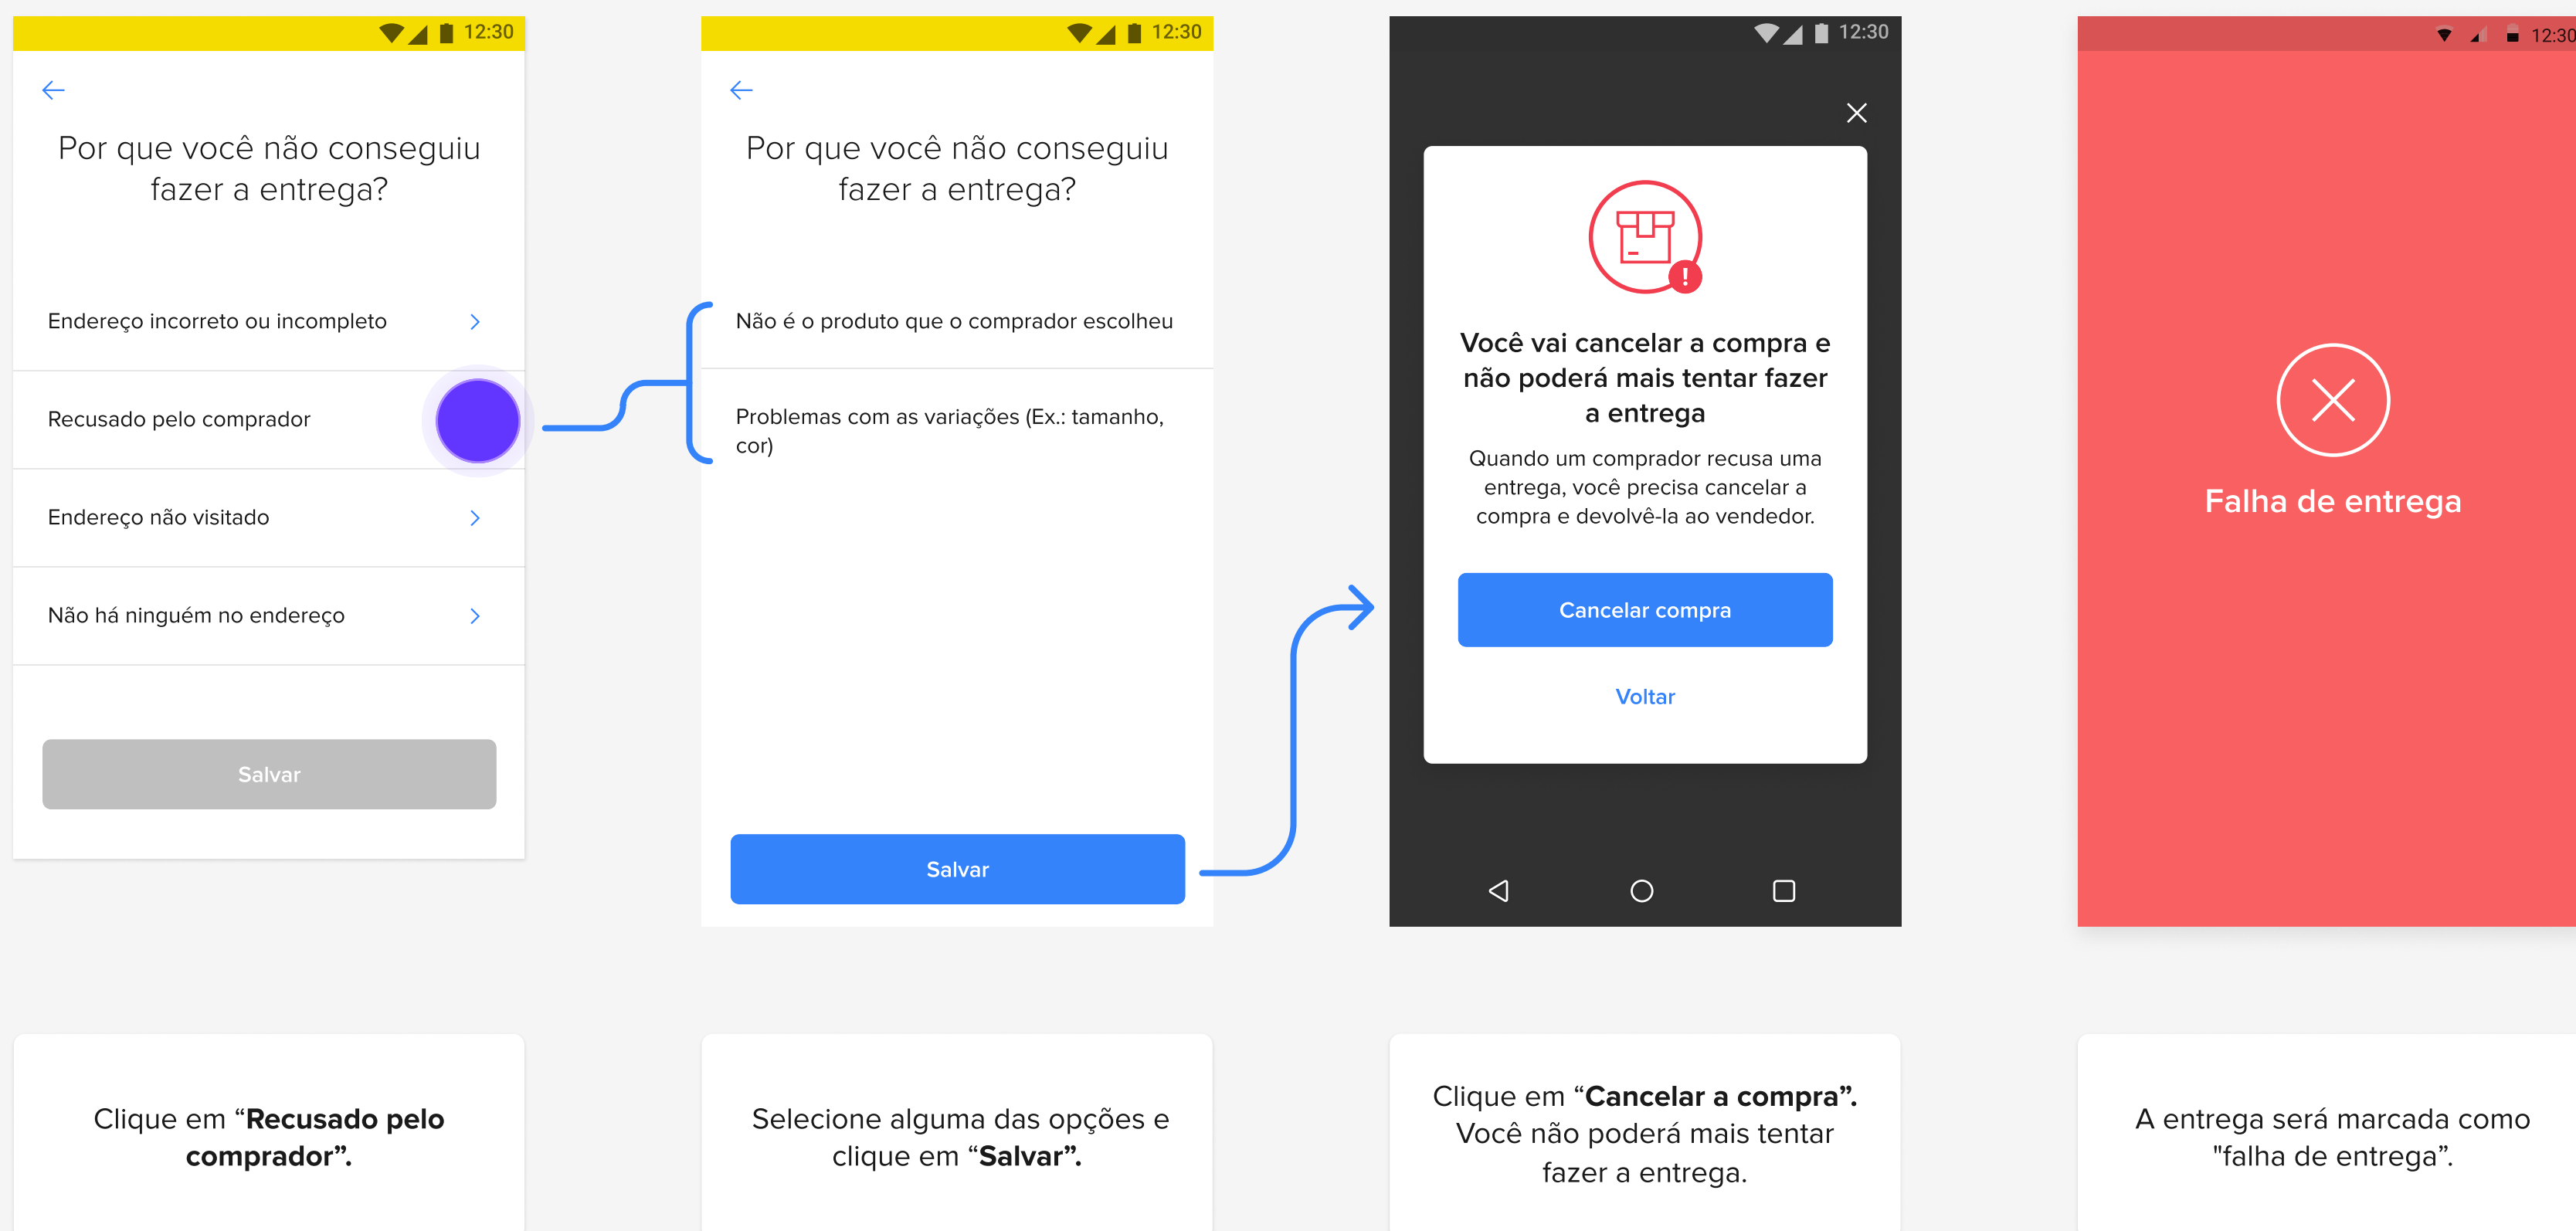 12:30
Por que você não conseguiu
fazer a entrega?
Endereço incorreto ou incompleto
Recusado pelo comprador
Endereço não visitado
Não há ninguém no endereço
Salvar
Clique em “Recusado pelo
comprador”.
12:30
Por que você não conseguiu
fazer a entrega?
Não é o produto que o comprador escolheu
Problemas com as variações (Ex.: tamanho,
cor)
Salvar
Selecione alguma das opções e
clique em “Salvar”.
12:30
Você vai cancelar a compra e
não poderá mais tentar fazer
a entrega
Quando um comprador recusa uma
entrega, você precisa cancelar a
compra e devolvê-la ao vendedor.
Cancelar compra
Voltar
Clique em “Cancelar a compra”.
Você não poderá mais tentar
fazer a entrega.
12:30
Falha de entrega
A entrega será marcada como
"falha de entrega”.